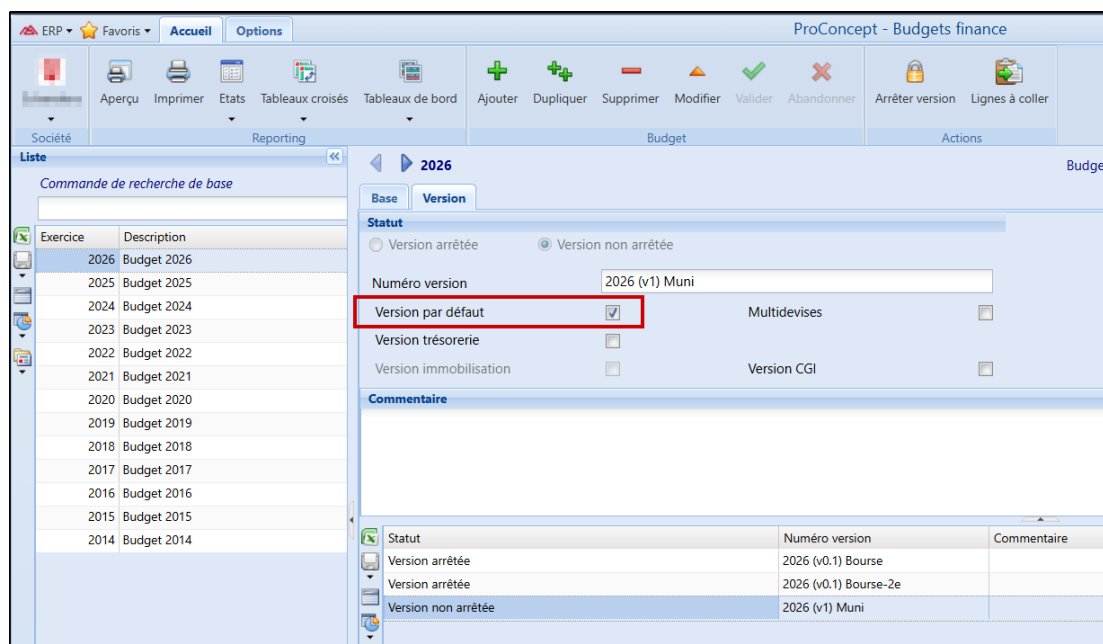 ERP Favoris Accueil Options ProConcept - Budgets finance
Aperçu Imprimer Etats Tableaux croisés Tableaux de bord Ajouter Dupliquer Supprimer Modifier Valider Abandonner Arrêter version Lignes à coller
Société Reporting Budget Actions
Liste
Commande de recherche de base
Exercice Description
2026 Budget 2026
2025 Budget 2025
2024 Budget 2024
2023 Budget 2023
2022 Budget 2022
2021 Budget 2021
2020 Budget 2020
2019 Budget 2019
2018 Budget 2018
2017 Budget 2017
2016 Budget 2016
2015 Budget 2015
2014 Budget 2014
2026 Budge
Base Version
Statut
Version arrêtée Version non arrêtée
Numéro version 2026 (v1) Muni
Version par défaut Multidevises
Version trésorerie
Version immobilisation Version CGI
Commentaire
Statut Numéro version Commentaire
Version arrêtée 2026 (v0.1) Bourse
Version arrêtée 2026 (v0.1) Bourse-2e
Version non arrêtée 2026 (v1) Muni